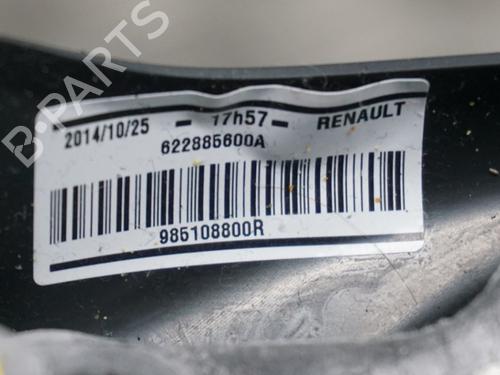 B-PARTS
2014/10/25 - 17h57 - RENAULT
622885600A
985108800R